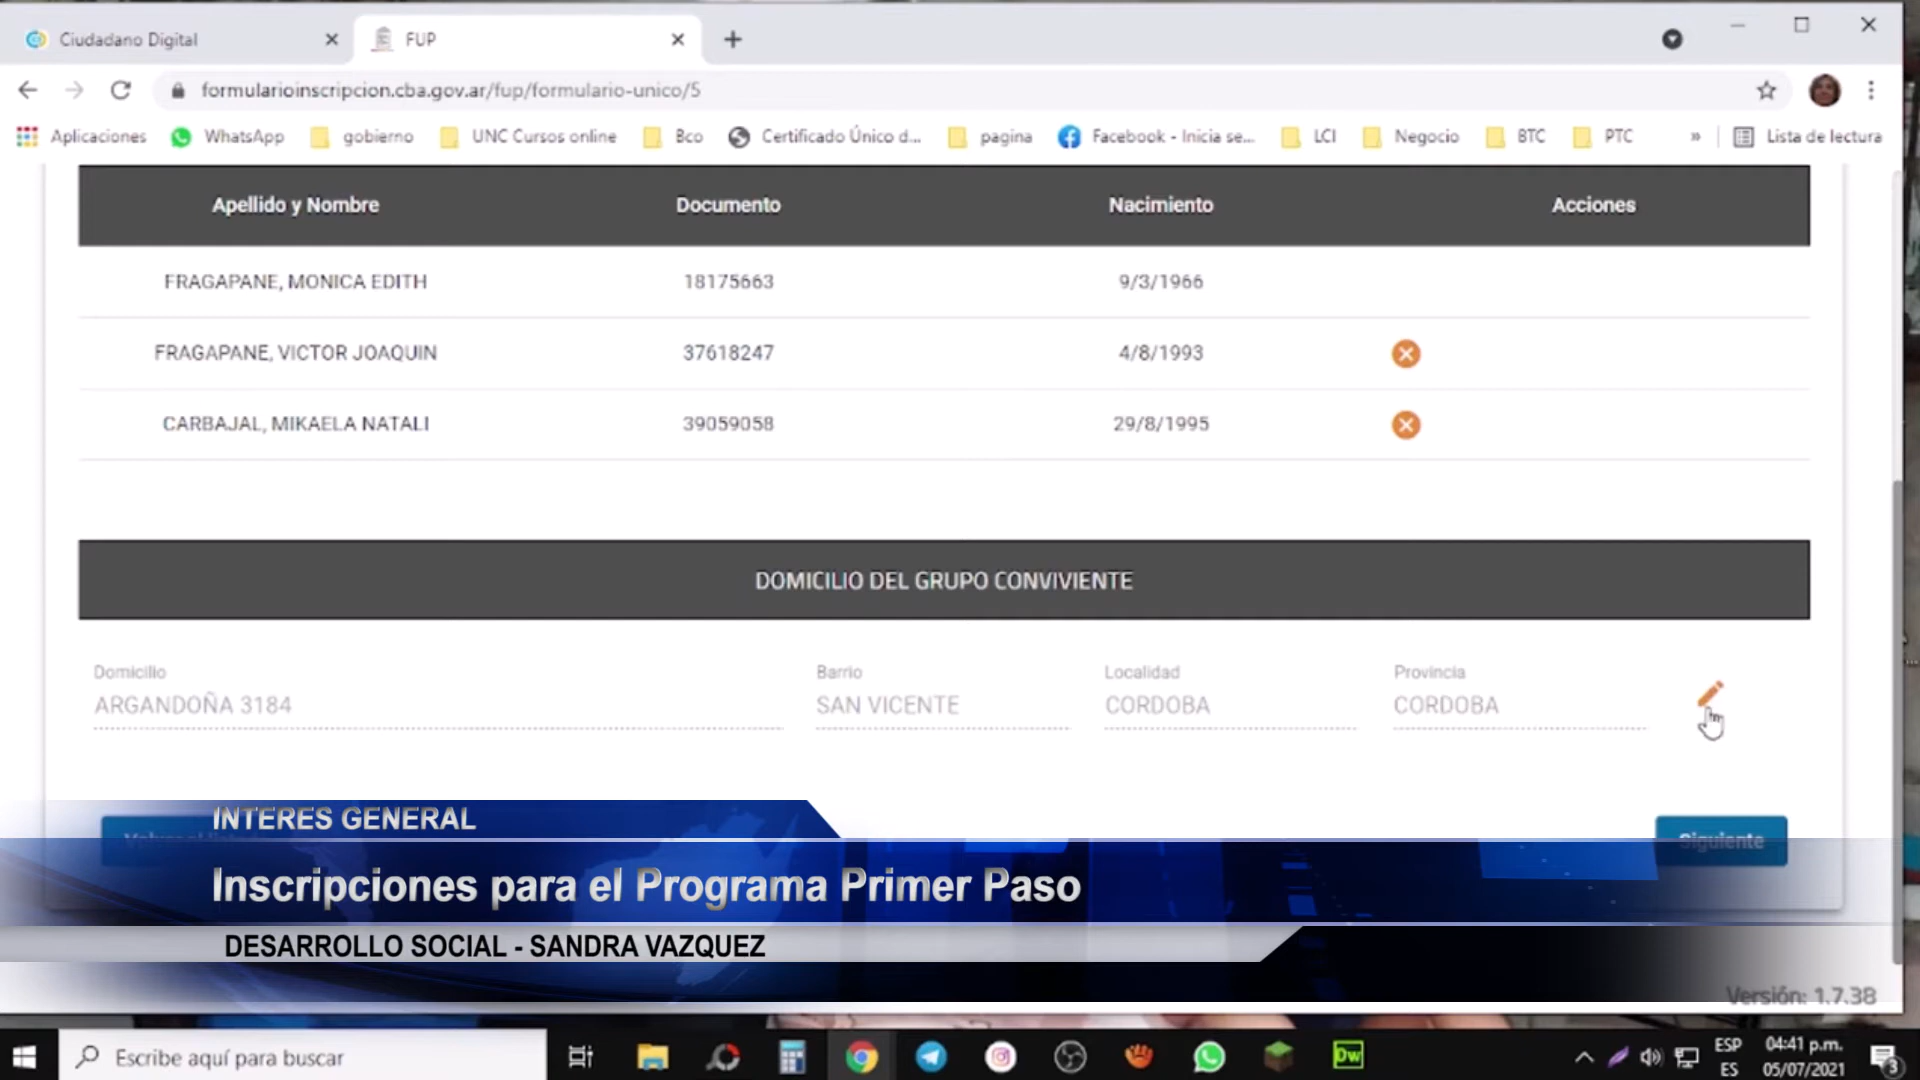 Ciudadano Digital
FUP
formularioinscripcion.cba.gov.ar/fup/formulario-unico/5
Aplicaciones WhatsApp gobierno UNC Cursos online Bco Certificado Único d... pagina Facebook - Inicia se... LCI Negocio BTC PTC » Lista de lectura
Apellido y Nombre Documento Nacimiento Acciones
FRAGAPANE, MONICA EDITH 18175663 9/3/1966
FRAGAPANE, VICTOR JOAQUIN 37618247 4/8/1993
CARBAJAL, MIKAELA NATALI 39059058 29/8/1995
DOMICILIO DEL GRUPO CONVIVIENTE
Domicilio Barrio Localidad Provincia
ARGANDOÑA 3184 SAN VICENTE CORDOBA CORDOBA
INTERES GENERAL
Siguiente
Inscripciones para el Programa Primer Paso
DESARROLLO SOCIAL - SANDRA VAZQUEZ
Versión: 1.7.38
Escribe aquí para buscar
Dw
ESP
ES
04:41 p.m.
05/07/2021
3